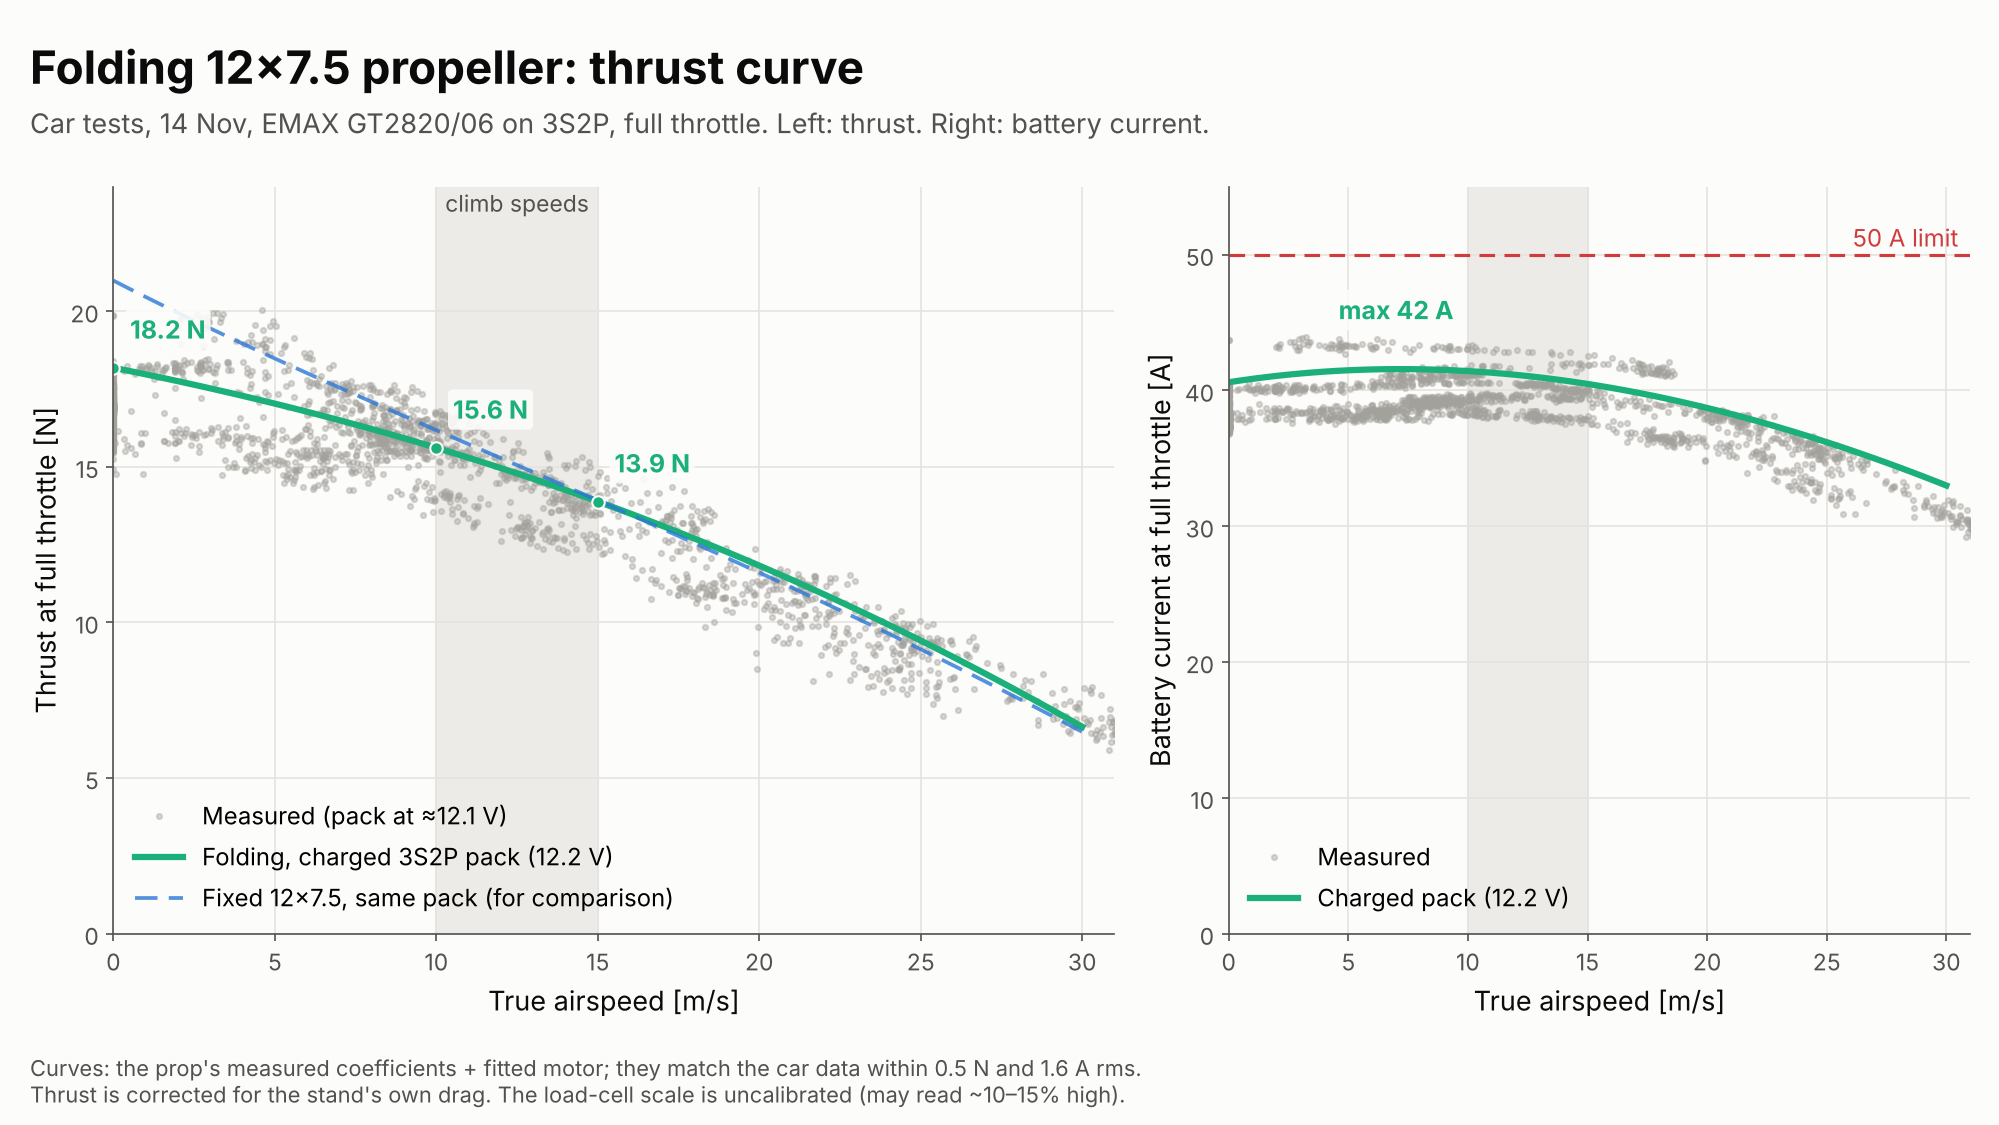 Folding 12×7.5 propeller: thrust curve
Car tests, 14 Nov, EMAX GT2820/06 on 3S2P, full throttle. Left: thrust. Right: battery current.
climb speeds
18.2 N
15.6 N
13.9 N
Thrust at full throttle [N]
20
15
10
5
0
Measured (pack at ≈12.1 V)
Folding, charged 3S2P pack (12.2 V)
Fixed 12×7.5, same pack (for comparison)
0 5 10 15 20 25 30
True airspeed [m/s]
50 A limit
max 42 A
Battery current at full throttle [A]
50
40
30
20
10
0
Measured
Charged pack (12.2 V)
0 5 10 15 20 25 30
True airspeed [m/s]
Curves: the prop's measured coefficients + fitted motor; they match the car data within 0.5 N and 1.6 A rms.
Thrust is corrected for the stand's own drag. The load-cell scale is uncalibrated (may read ~10–15% high).